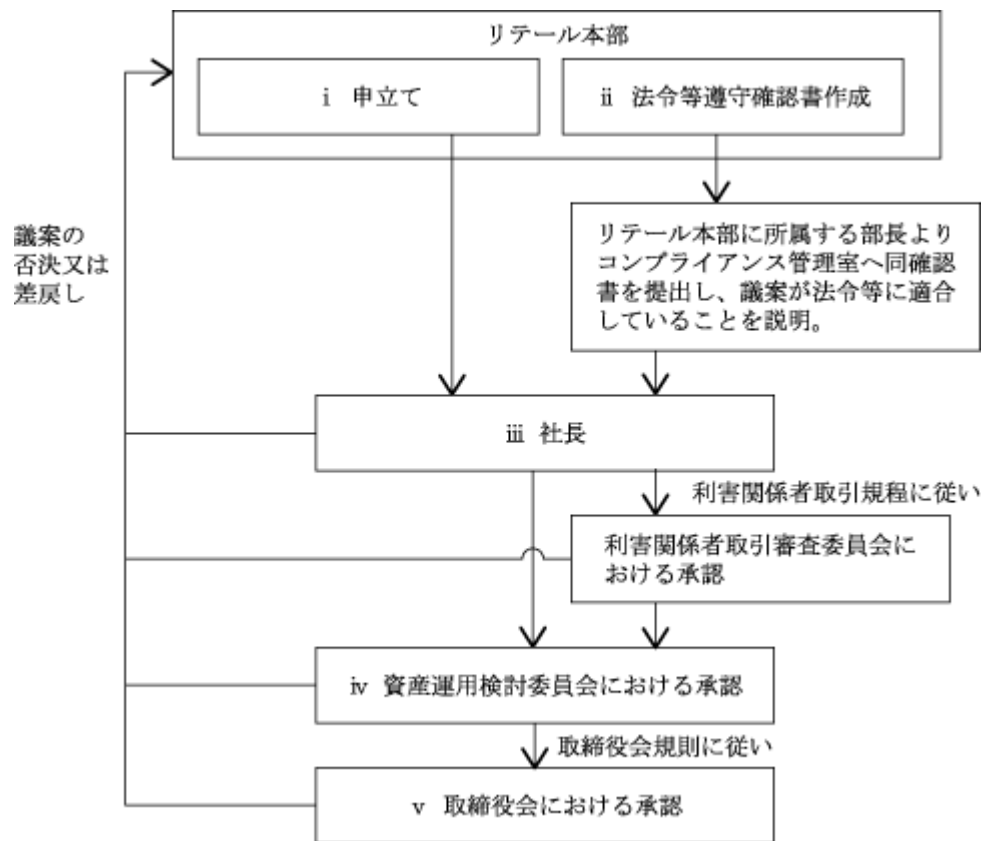 リテール本部
ⅰ 申立て
ⅱ 法令等遵守確認書作成
議案の
否決又は
差戻し
リテール本部に所属する部長より
コンプライアンス管理室へ同確認
書を提出し、議案が法令等に適合
していることを説明。
ⅲ 社長
利害関係者取引規程に従い
利害関係者取引審査委員会に
おける承認
ⅳ 資産運用検討委員会における承認
取締役会規則に従い
ⅴ 取締役会における承認